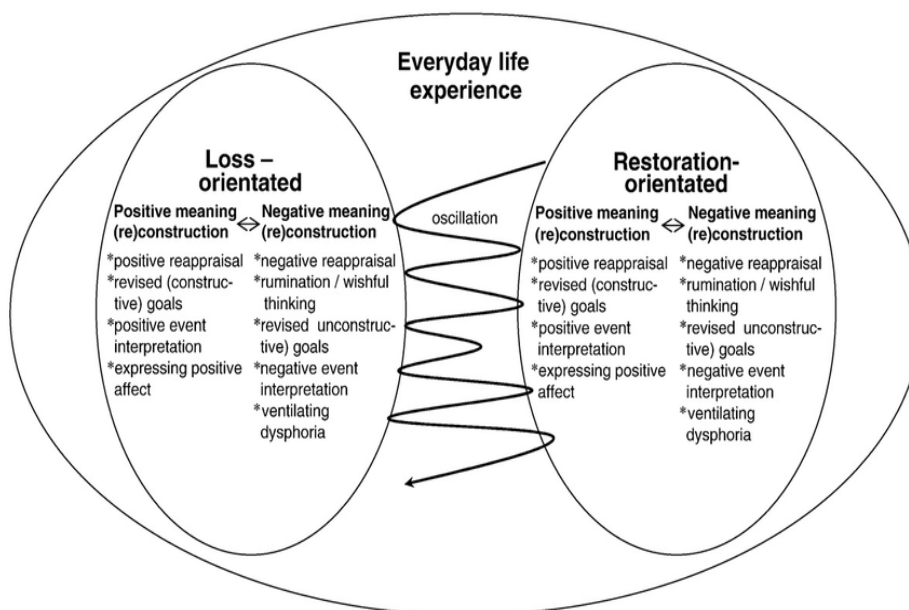 Everyday life
experience
Loss –
orientated
Positive meaning
(re)construction
Negative meaning
(re)construction
*positive reappraisal
*revised (construc-
tive) goals
*positive event
interpretation
*expressing positive
affect
*negative reappraisal
*rumination / wishful
thinking
*revised unconstruc-
tive) goals
*negative event
interpretation
*ventilating
dysphoria
oscillation
Restoration-
orientated
Positive meaning
(re)construction
Negative meaning
(re)construction
*positive reappraisal
*revised (construc-
tive) goals
*positive event
interpretation
*expressing positive
affect
*negative reappraisal
*rumination / wishful
thinking
*revised unconstruc-
tive) goals
*negative event
interpretation
*ventilating
dysphoria